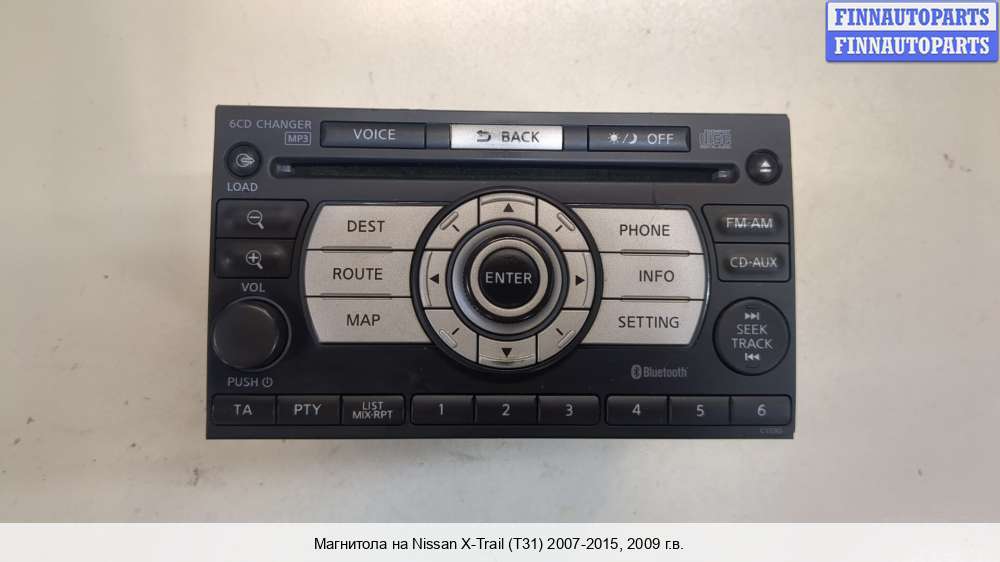 FINNAUTOPARTS
FINNAUTOPARTS
6CD CHANGER
MP3
VOICE
BACK
OFF
LOAD
DEST
PHONE
FM·AM
ROUTE
ENTER
INFO
CD·AUX
VOL
MAP
SETTING
SEEK
TRACK
PUSH
Bluetooth
TA
PTY
LIST
MIX·RPT
1
2
3
4
5
6
Магнитола на Nissan X-Trail (T31) 2007-2015, 2009 г.в.